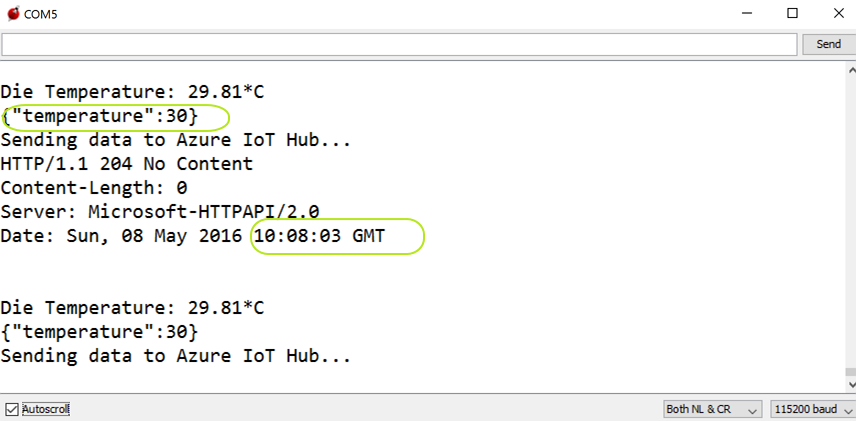 COM5
Send
Die Temperature: 29.81*C
{"temperature":30}
Sending data to Azure IoT Hub...
HTTP/1.1 204 No Content
Content-Length: 0
Server: Microsoft-HTTPAPI/2.0
Date: Sun, 08 May 2016 10:08:03 GMT
Die Temperature: 29.81*C
{"temperature":30}
Sending data to Azure IoT Hub...
Autoscroll Both NL & CR 115200 baud